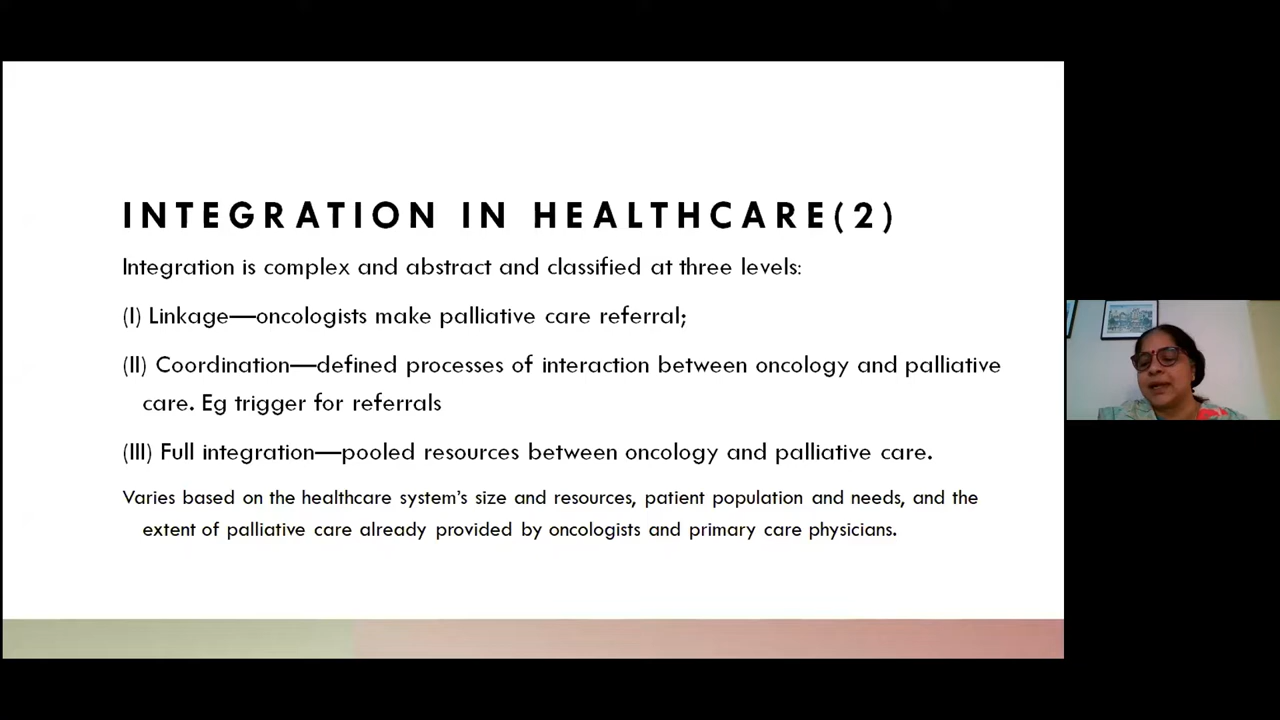 INTEGRATION IN HEALTHCARE(2)
Integration is complex and abstract and classified at three levels:
(I) Linkage—oncologists make palliative care referral;
(II) Coordination—defined processes of interaction between oncology and palliative
care. Eg trigger for referrals
(III) Full integration—pooled resources between oncology and palliative care.
Varies based on the healthcare system’s size and resources, patient population and needs, and the
extent of palliative care already provided by oncologists and primary care physicians.